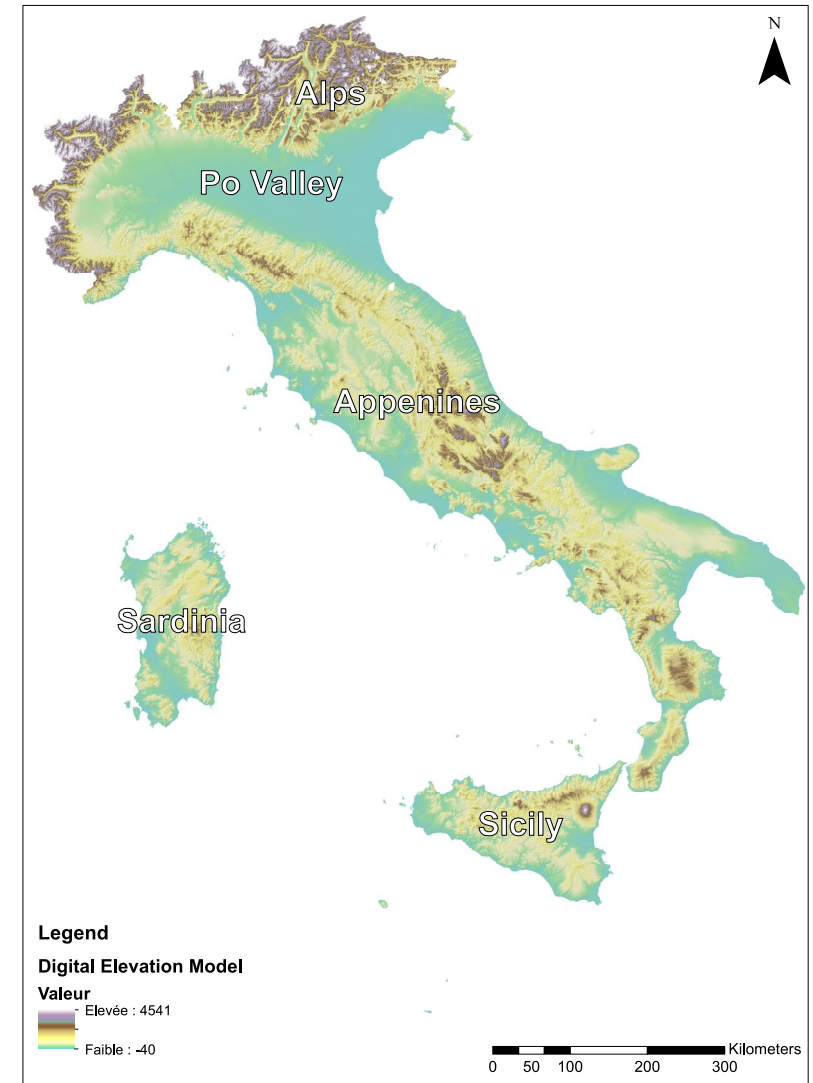 N
Alps
Po Valley
Appenines
Sardinia
Sicily
Legend
Digital Elevation Model
Valeur
Elevée : 4541
Faible : -40
Kilometers
0 50 100 200 300